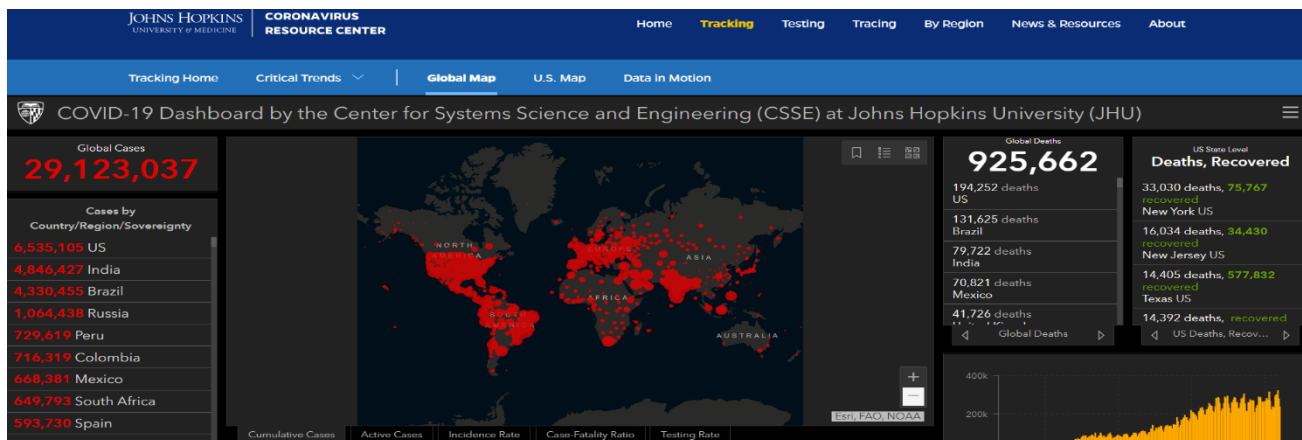 JOHNS HOPKINS
UNIVERSITY & MEDICINE
CORONAVIRUS
RESOURCE CENTER
Home Tracking Testing Tracing By Region News & Resources About
Tracking Home Critical Trends Global Map U.S. Map Data in Motion
COVID-19 Dashboard by the Center for Systems Science and Engineering (CSSE) at Johns Hopkins University (JHU)
Global Cases
29,123,037
Cases by
Country/Region/Sovereignty
6,535,105 US
4,846,427 India
4,330,455 Brazil
1,064,438 Russia
729,619 Peru
716,319 Colombia
668,381 Mexico
649,793 South Africa
593,730 Spain
NORTH
AMERICA
SOUTH
AMERICA
EUROPE
AFRICA
ASIA
AUSTRALIA
+
Esri, FAO, NOAA
Cumulative Cases Active Cases Incidence Rate Case-Fatality Ratio Testing Rate
Global Deaths
925,662
194,252 deaths
US
131,625 deaths
Brazil
79,722 deaths
India
70,821 deaths
Mexico
41,726 deaths
Global Deaths
US State Level
Deaths, Recovered
33,030 deaths, 75,767
recovered
New York US
16,034 deaths, 34,430
recovered
New Jersey US
14,405 deaths, 577,832
recovered
Texas US
14,392 deaths, recovered
US Deaths, Recov...
400k
200k